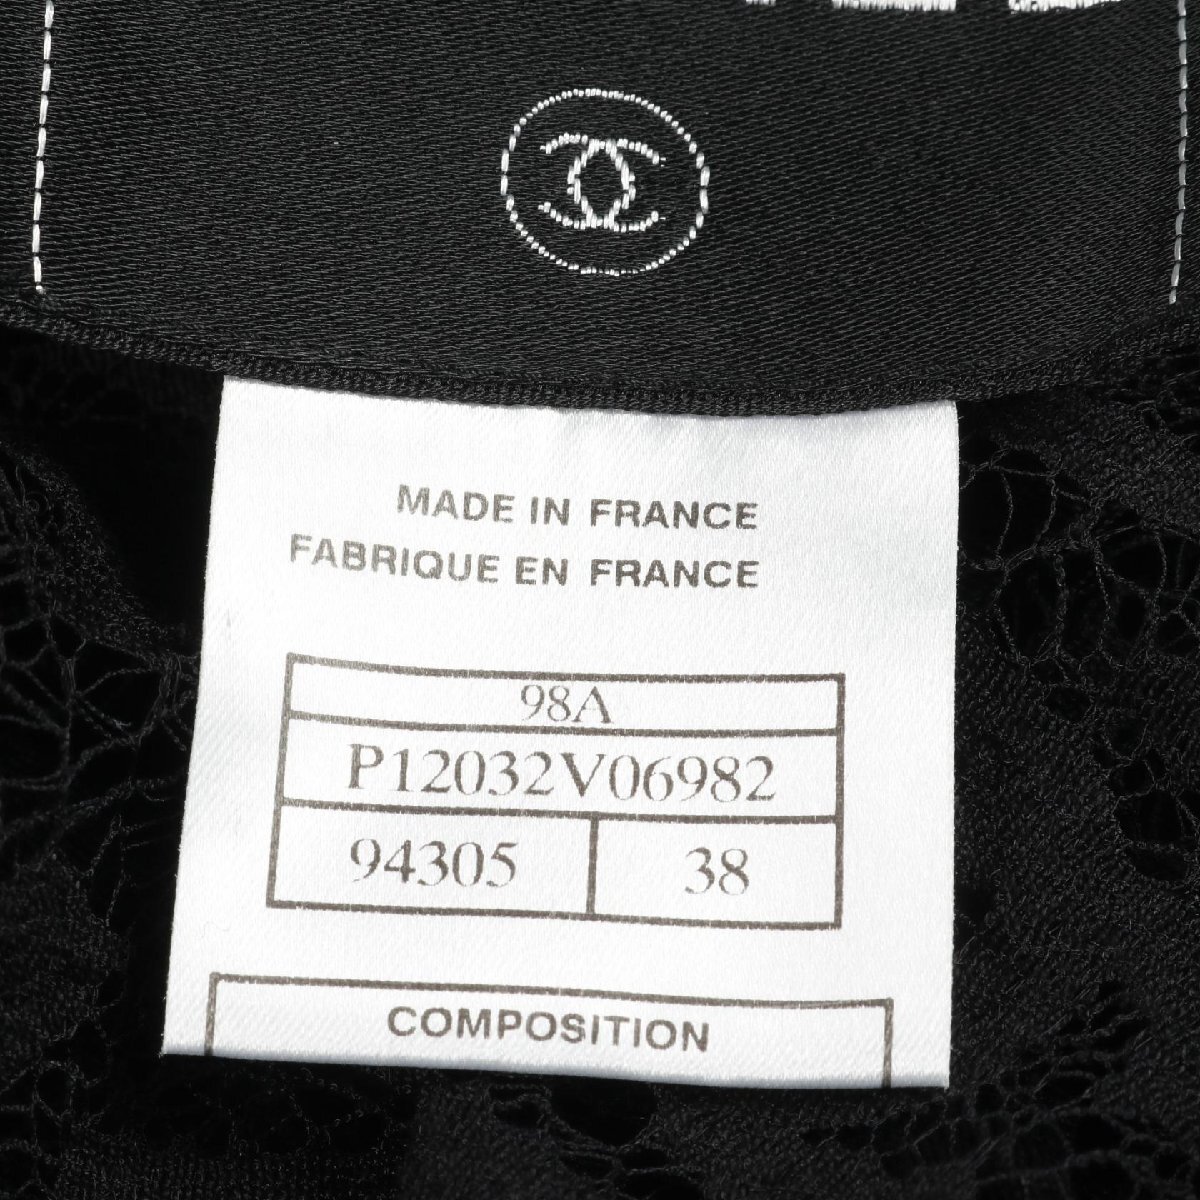 MADE IN FRANCE
FABRIQUE EN FRANCE
98A
P12032V06982
94305 38
COMPOSITION